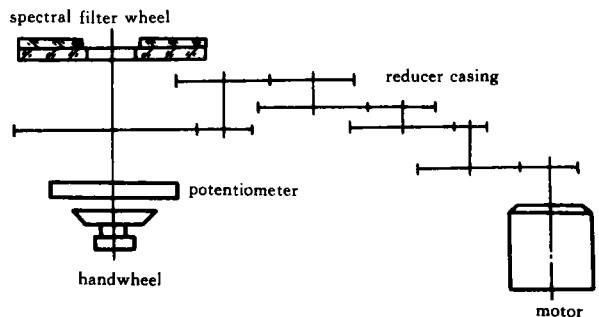 spectral filter wheel
reducer casing
potentiometer
handwheel
motor